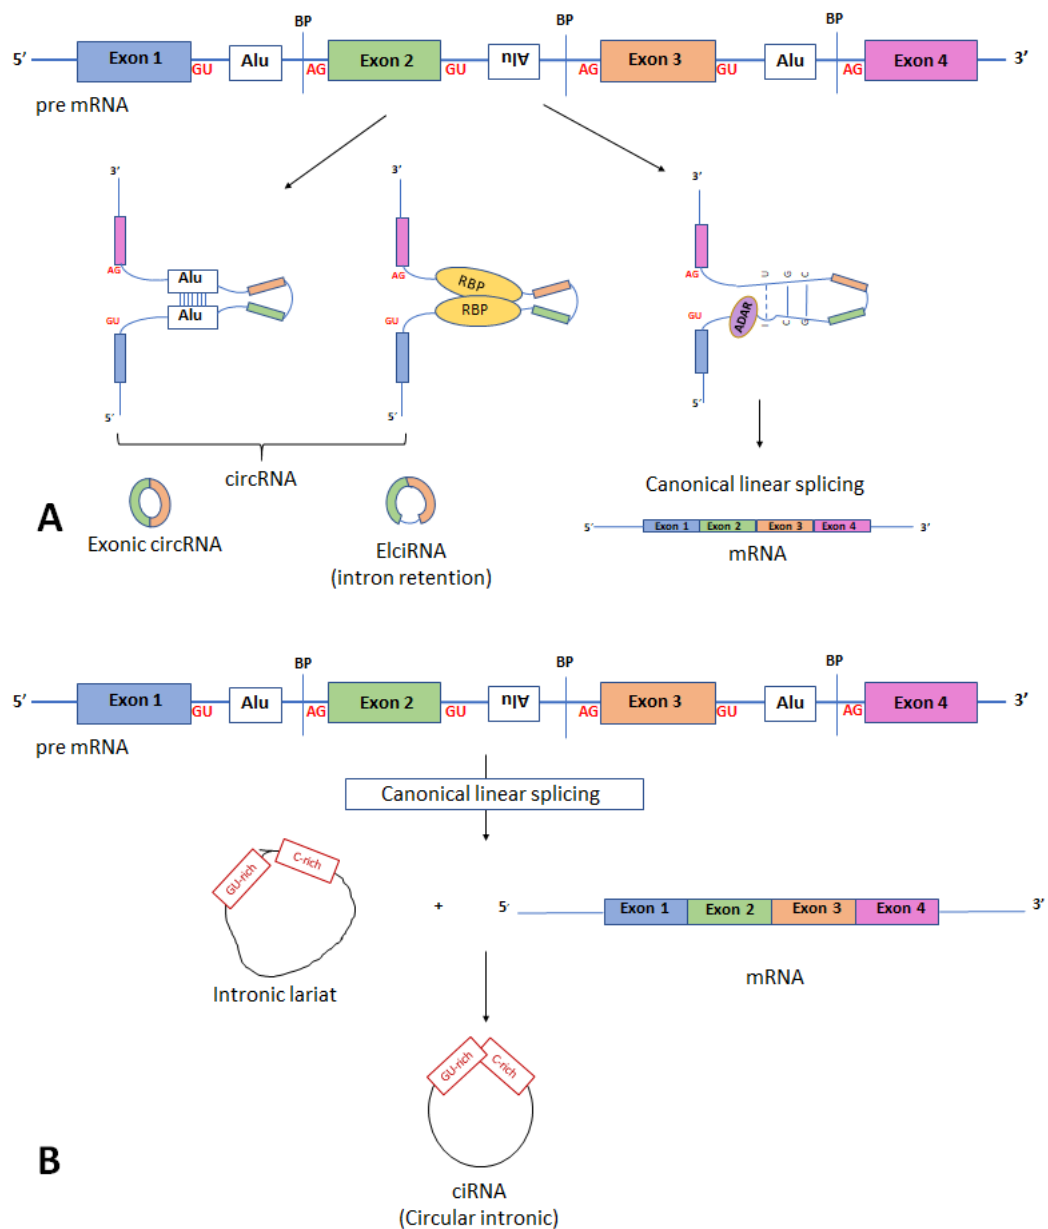 BP BP BP
5’ Exon 1 GU Alu AG Exon 2 GU Alu AG Exon 3 GU Alu AG Exon 4 3’
pre mRNA
3’ 3’ 3’
AG Alu AG RBP AG U G C
GU Alu GU RBP GU ADAR I C G
5’ 5’ 5’
circRNA
Canonical linear splicing
5’ Exon 1 Exon 2 Exon 3 Exon 4 3’
mRNA
A
Exonic circRNA
ElciRNA
(intron retention)
BP BP BP
5’ Exon 1 GU Alu AG Exon 2 GU Alu AG Exon 3 GU Alu AG Exon 4 3’
pre mRNA
Canonical linear splicing
GU-rich C-rich
+ 5’ Exon 1 Exon 2 Exon 3 Exon 4 3’
Intronic lariat
mRNA
GU-rich C-rich
B
ciRNA
(Circular intronic)